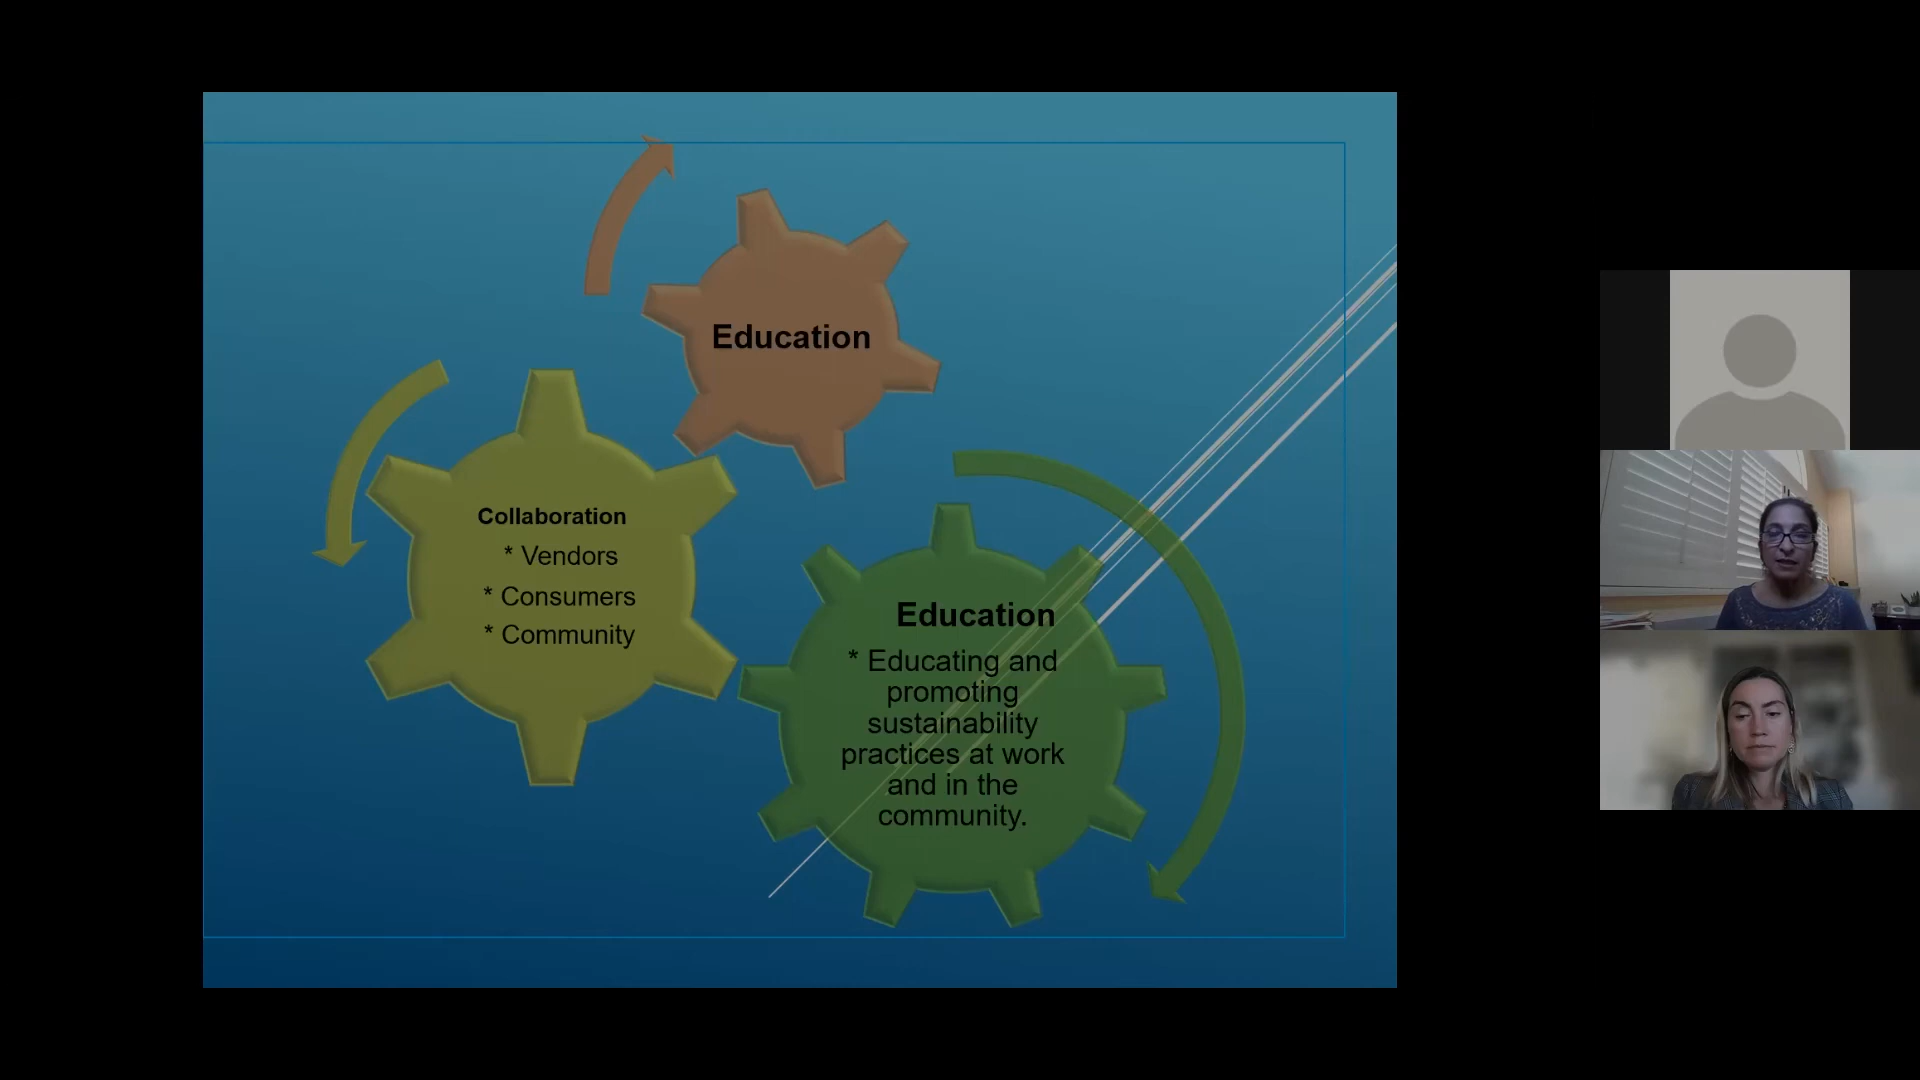 Education
Collaboration
* Vendors
* Consumers
* Community
Education
* Educating and
promoting
sustainability
practices at work
and in the
community.